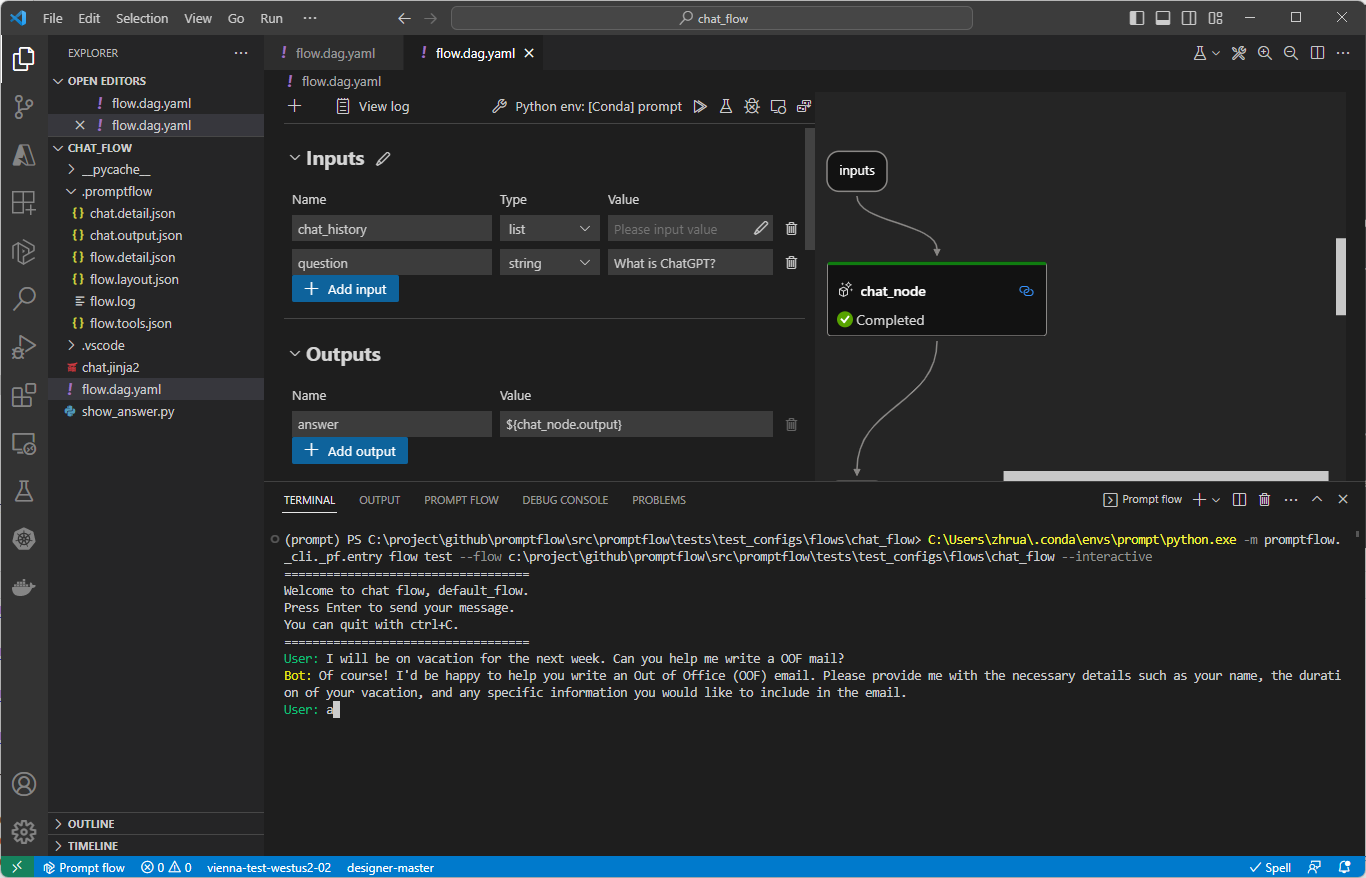 File Edit Selection View Go Run ··· chat_flow
EXPLORER ···
OPEN EDITORS
! flow.dag.yaml
! flow.dag.yaml
CHAT_FLOW
__pycache__
.promptflow
{} chat.detail.json
{} chat.output.json
{} flow.detail.json
{} flow.layout.json
flow.log
{} flow.tools.json
.vscode
chat.jinja2
! flow.dag.yaml
show_answer.py
OUTLINE
TIMELINE
! flow.dag.yaml ! flow.dag.yaml
! flow.dag.yaml
View log Python env: [Conda] prompt
Inputs
Name Type Value
chat_history list Please input value
question string What is ChatGPT?
Add input
Outputs
Name Value
answer ${chat_node.output}
Add output
inputs
chat_node
Completed
TERMINAL OUTPUT PROMPT FLOW DEBUG CONSOLE PROBLEMS Prompt flow
(prompt) PS C:\project\github\promptflow\src\promptflow\tests\test_configs\flows\chat_flow> C:\Users\zhrua\.conda\envs\prompt\python.exe -m promptflow.
_cli._pf.entry flow test --flow c:\project\github\promptflow\src\promptflow\tests\test_configs\flows\chat_flow --interactive
===================================
Welcome to chat flow, default_flow.
Press Enter to send your message.
You can quit with ctrl+C.
===================================
User: I will be on vacation for the next week. Can you help me write a OOF mail?
Bot: Of course! I'd be happy to help you write an Out of Office (OOF) email. Please provide me with the necessary details such as your name, the durati
on of your vacation, and any specific information you would like to include in the email.
User: a
Prompt flow 0 0 vienna-test-westus2-02 designer-master Spell